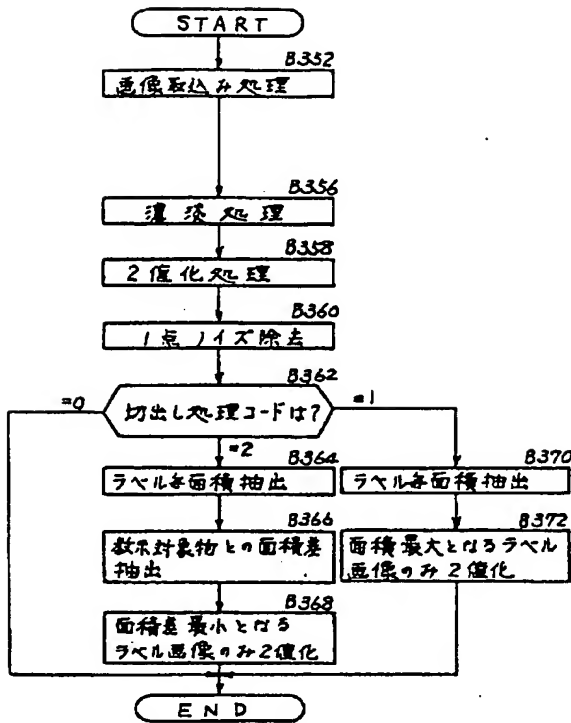 START
B352
画像取込み処理
B356
濃淡処理
B358
2値化処理
B360
1点ノイズ除去
B362
切出し処理コードは?
=0
=1
=2
B364
ラベル毎面積抽出
B370
ラベル毎面積抽出
B366
教示対象物との面積差
抽出
B372
面積最大となるラベル
画像のみ2値化
B368
面積差最小となる
ラベル画像のみ2値化
END